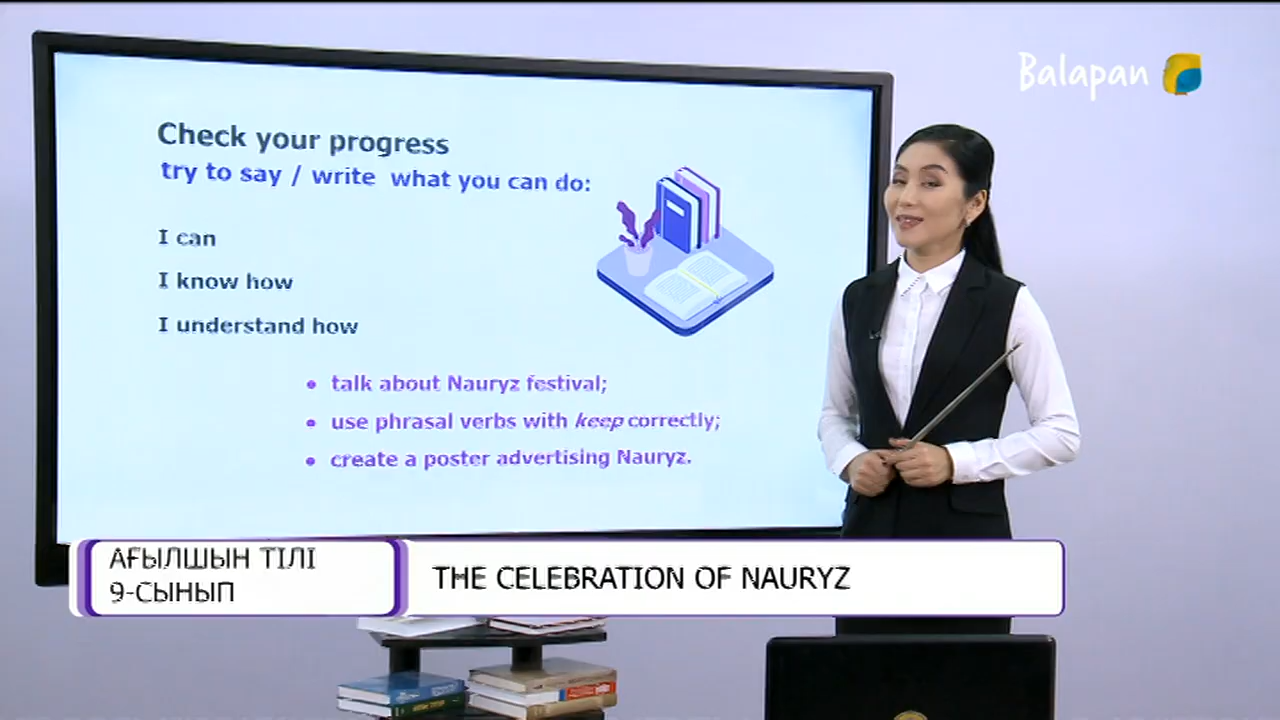 Balapan
Check your progress
try to say / write what you can do:
I can
I know how
I understand how
• talk about Nauryz festival;
• use phrasal verbs with keep correctly;
• create a poster advertising Nauryz.
АҒЫЛШЫН ТІЛІ
9-СЫНЫП
THE CELEBRATION OF NAURYZ